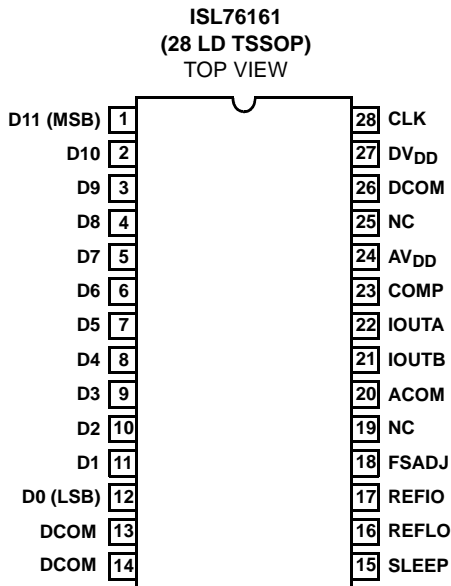 ISL76161
(28 LD TSSOP)
TOP VIEW
D11 (MSB) 1 28 CLK
D10 2 27 DVDD
D9 3 26 DCOM
D8 4 25 NC
D7 5 24 AVDD
D6 6 23 COMP
D5 7 22 IOUTA
D4 8 21 IOUTB
D3 9 20 ACOM
D2 10 19 NC
D1 11 18 FSADJ
D0 (LSB) 12 17 REFIO
DCOM 13 16 REFLO
DCOM 14 15 SLEEP